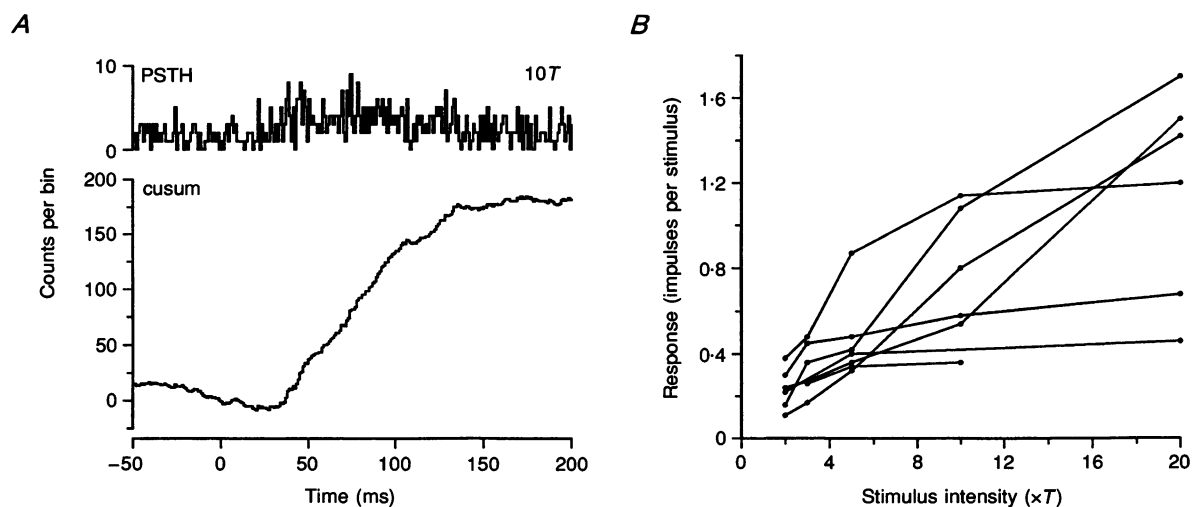 A
10
PSTH
10T
0
200
cusum
175
100
50
0
Counts per bin
−50
0
50
100
150
200
Time (ms)
B
1·6
1·2
0·8
0·4
0
Response (impulses per stimulus)
0
4
8
12
16
20
Stimulus intensity (×T)